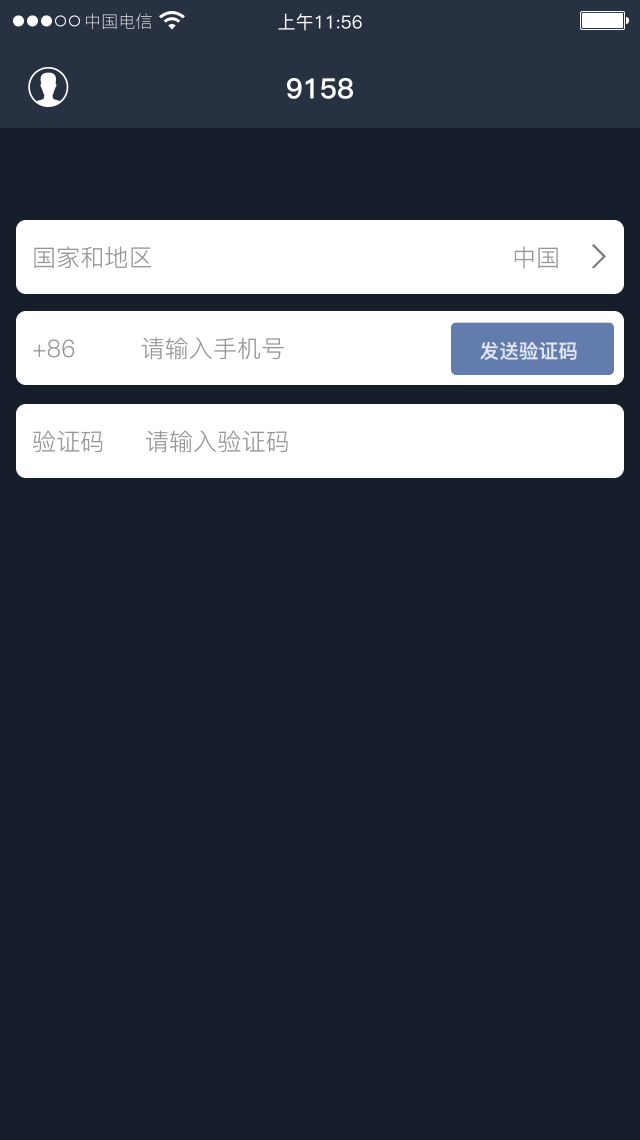 中国电信 上午11:56
9158
国家和地区 中国
+86 请输入手机号 发送验证码
验证码 请输入验证码